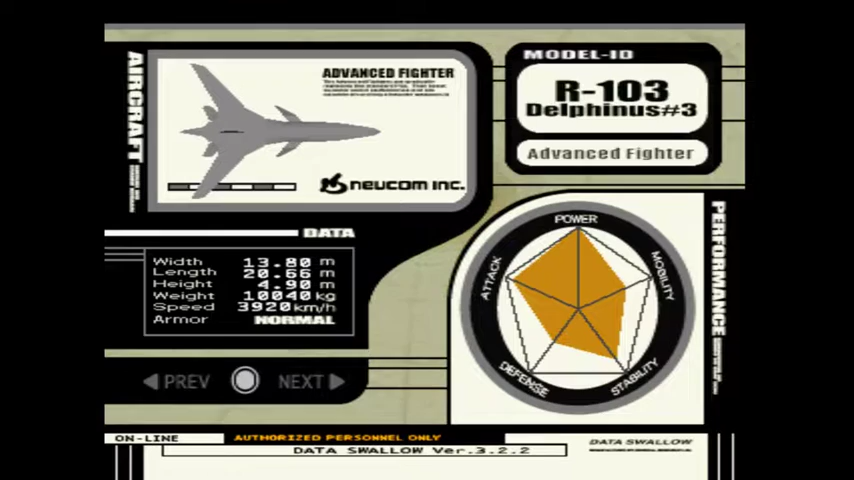 AIRCRAFT
ADVANCED FIGHTER
neucom inc.
MODEL-ID
R-103
Delphinus#3
Advanced Fighter
DATA
Width 13.80 m
Length 20.66 m
Height 4.90 m
Weight 10040 kg
Speed 3920 km/h
Armor NORMAL
PERFORMANCE
POWER
MOBILITY
STABILITY
DEFENSE
ATTACK
PREV
NEXT
ON-LINE
AUTHORIZED PERSONNEL ONLY
DATA SWALLOW Ver.3.2.2
DATA SWALLOW